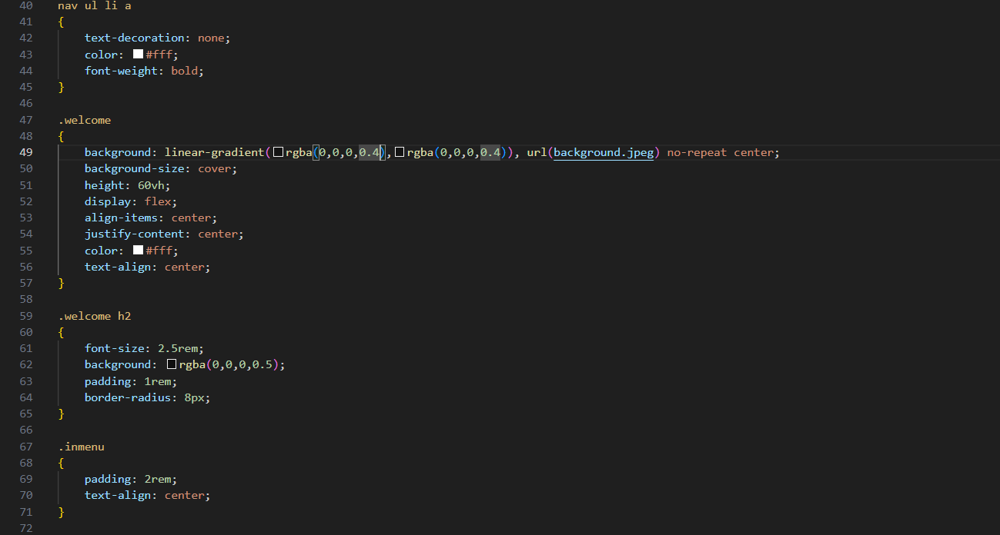 40 nav ul li a
41 {
42 text-decoration: none;
43 color: #fff;
44 font-weight: bold;
45 }
46
47 .welcome
48 {
49 background: linear-gradient(rgba(0,0,0,0.4),rgba(0,0,0,0.4)), url(background.jpeg) no-repeat center;
50 background-size: cover;
51 height: 60vh;
52 display: flex;
53 align-items: center;
54 justify-content: center;
55 color: #fff;
56 text-align: center;
57 }
58
59 .welcome h2
60 {
61 font-size: 2.5rem;
62 background: rgba(0,0,0,0.5);
63 padding: 1rem;
64 border-radius: 8px;
65 }
66
67 .inmenu
68 {
69 padding: 2rem;
70 text-align: center;
71 }
72